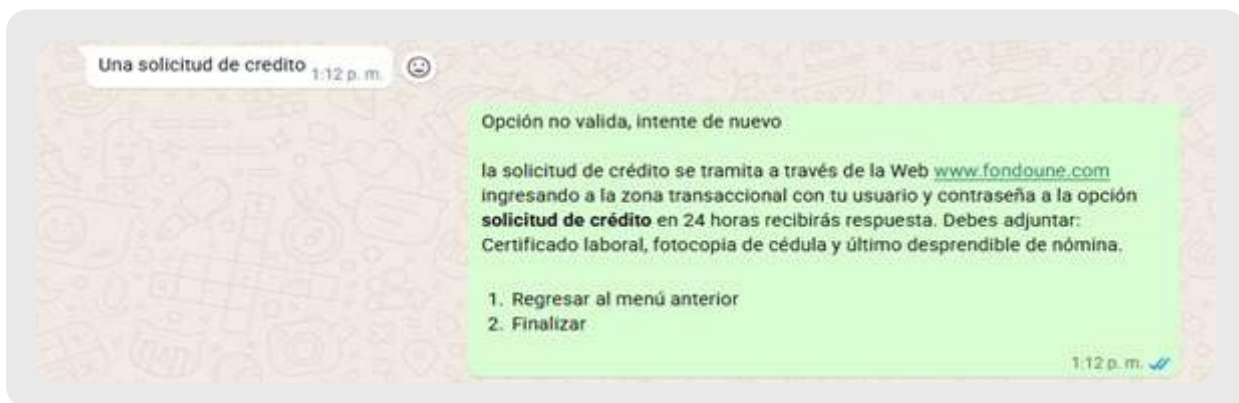 Una solicitud de credito 1:12 p. m.
Opción no valida, intente de nuevo
la solicitud de crédito se tramita a través de la Web www.fondoune.com
ingresando a la zona transaccional con tu usuario y contraseña a la opción
solicitud de crédito en 24 horas recibirás respuesta. Debes adjuntar:
Certificado laboral, fotocopia de cédula y último desprendible de nómina.
1. Regresar al menú anterior
2. Finalizar
1:12 p. m.